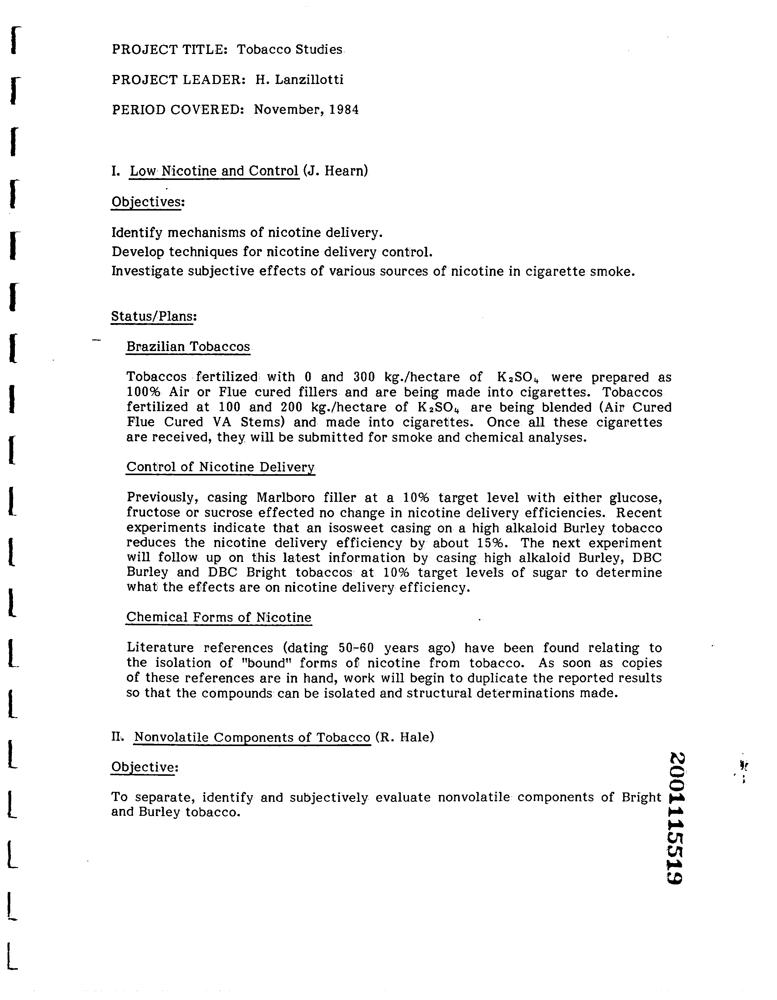 PROJECT TITLE: Tobacco Studies
PROJECT LEADER: H. Lanzillotti
PERIOD COVERED: November, 1984
I. Low Nicotine and Control (J. Hearn)
Objectives:
Identify mechanisms of nicotine delivery.
Develop techniques for nicotine delivery control.
Investigate subjective effects of various sources of nicotine in cigarette smoke.
Status/Plans:
Brazilian Tobaccos
Tobaccos fertilized with 0 and 300 kg./hectare of K₂SO₄ were prepared as
100% Air or Flue cured fillers and are being made into cigarettes. Tobaccos
fertilized at 100 and 200 kg./hectare of K₂SO₄ are being blended (Air Cured
Flue Cured VA Stems) and made into cigarettes. Once all these cigarettes
are received, they will be submitted for smoke and chemical analyses.
Control of Nicotine Delivery
Previously, casing Marlboro filler at a 10% target level with either glucose,
fructose or sucrose effected no change in nicotine delivery efficiencies. Recent
experiments indicate that an isosweet casing on a high alkaloid Burley tobacco
reduces the nicotine delivery efficiency by about 15%. The next experiment
will follow up on this latest information by casing high alkaloid Burley, DBC
Burley and DBC Bright tobaccos at 10% target levels of sugar to determine
what the effects are on nicotine delivery efficiency.
Chemical Forms of Nicotine
Literature references (dating 50-60 years ago) have been found relating to
the isolation of "bound" forms of nicotine from tobacco. As soon as copies
of these references are in hand, work will begin to duplicate the reported results
so that the compounds can be isolated and structural determinations made.
II. Nonvolatile Components of Tobacco (R. Hale)
Objective:
To separate, identify and subjectively evaluate nonvolatile components of Bright
and Burley tobacco.
2001115519